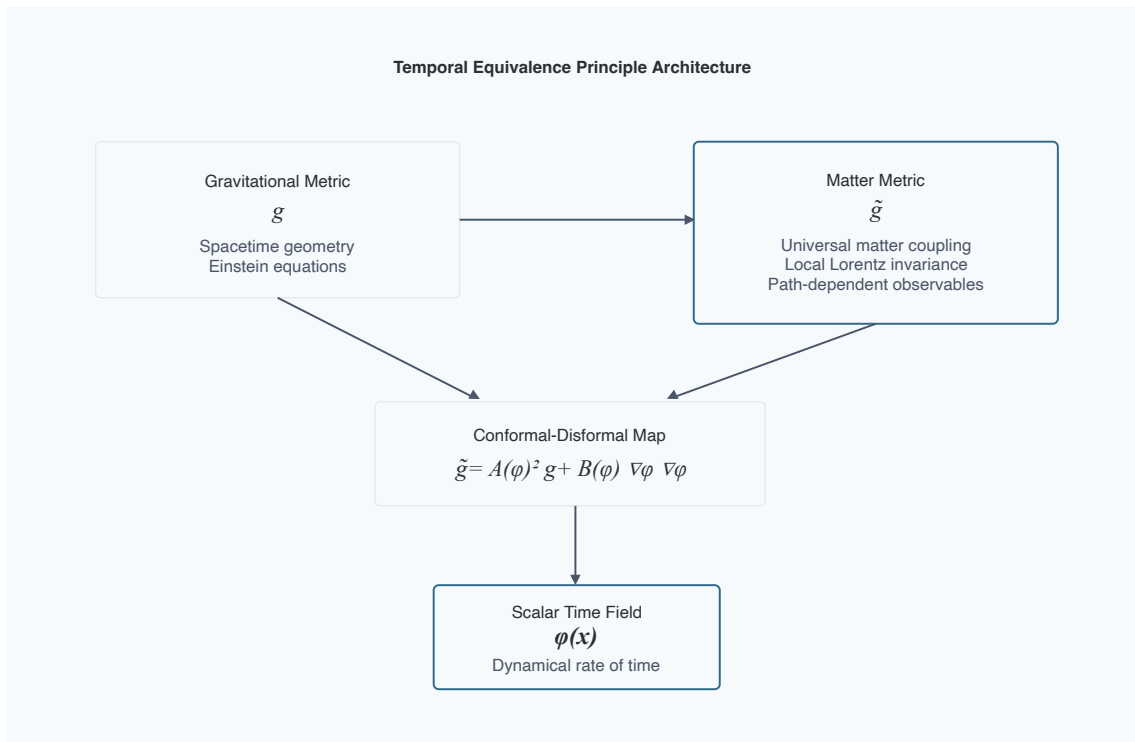 Temporal Equivalence Principle Architecture
Gravitational Metric
g
Spacetime geometry
Einstein equations
Matter Metric
g̃
Universal matter coupling
Local Lorentz invariance
Path-dependent observables
Conformal-Disformal Map
g̃= A(φ)² g+ B(φ) ∇φ ∇φ
Scalar Time Field
φ(x)
Dynamical rate of time